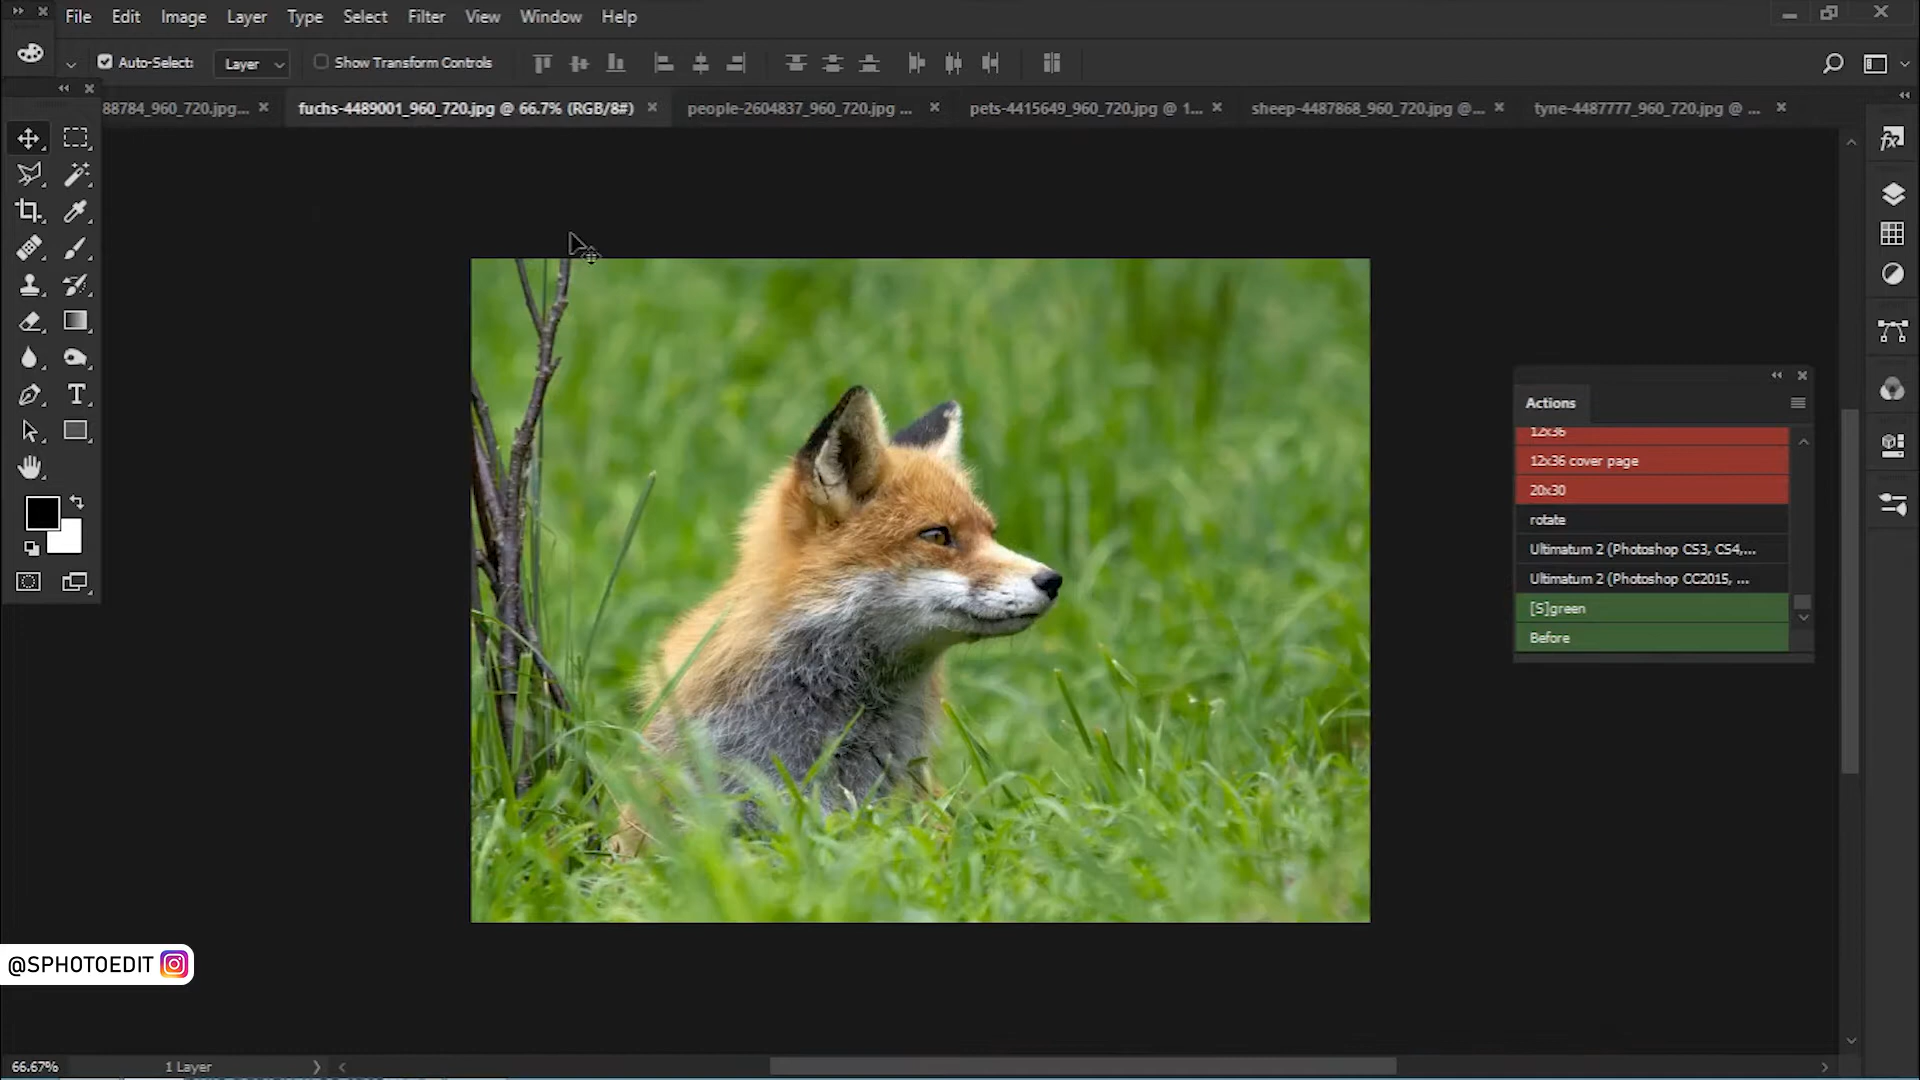 File Edit Image Layer Type Select Filter View Window Help
Auto-Select: Layer Show Transform Controls
88784_960_720.jpg... fuchs-4489001_960_720.jpg @ 66.7% (RGB/8#) people-2604837_960_720.jpg ... pets-4415649_960_720.jpg @ 1... sheep-4487868_960_720.jpg @... tyne-4487777_960_720.jpg @ ...
Actions
12x36
12x36 cover page
20x30
rotate
Ultimatum 2 (Photoshop CS3, CS4,...
Ultimatum 2 (Photoshop CC2015, ...
[S]green
Before
@SPHOTOEDIT
66.67% 1 Layer